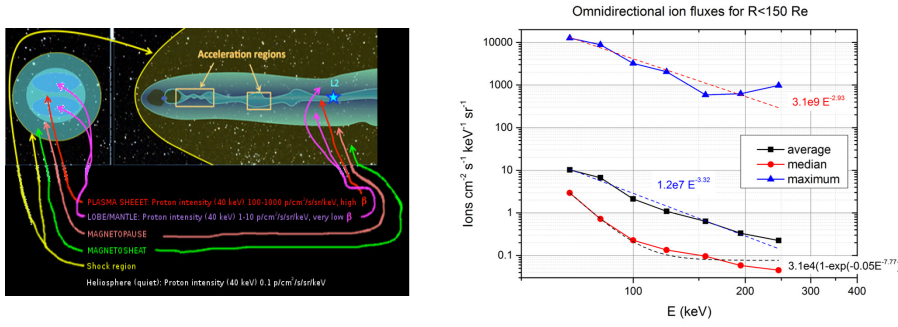 Acceleration regions
L2
PLASMA SHEEET: Proton intensity (40 keV) 100-1000 p/cm²/s/sr/keV, high β
LOBE/MANTLE: Proton intensity (40 keV) 1-10 p/cm²/s/sr/keV, very low β
MAGNETOPAUSE
MAGNETOSHEAT
Shock region
Heliosphere (quiet): Proton intensity (40 keV) 0.1 p/cm²/s/sr/keV
Omnidirectional ion fluxes for R<150 Re
Ions cm⁻² s⁻¹ keV⁻¹ sr⁻¹
10000
1000
100
10
1
0.1
3.1e9 E⁻²·⁹³
average
median
maximum
1.2e7 E⁻³·³²
3.1e4(1-exp(-0.05E⁻⁷·⁷⁷)
100
200
300
400
E (keV)